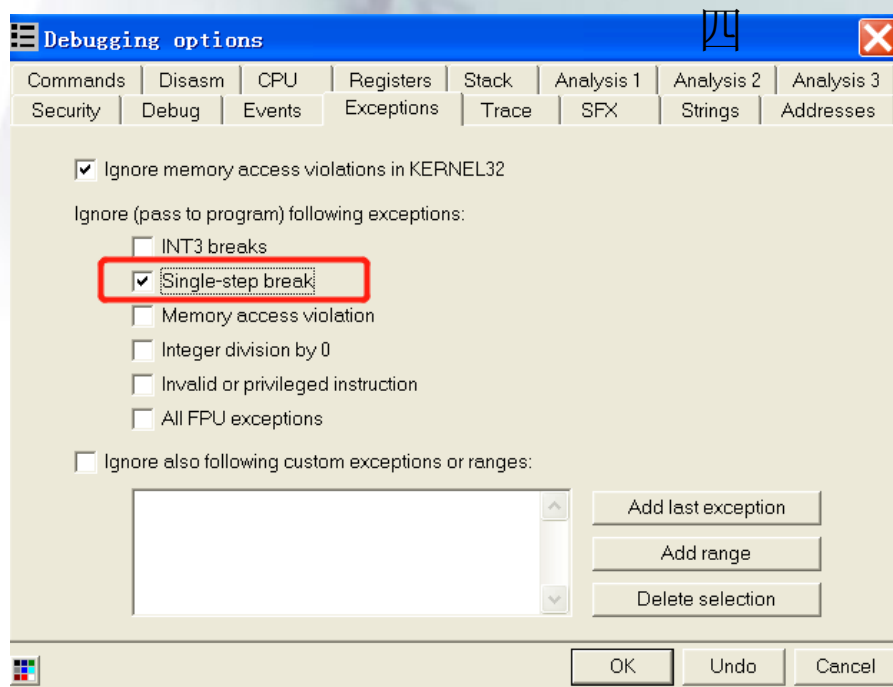 四
Debugging options
Commands Disasm CPU Registers Stack Analysis 1 Analysis 2 Analysis 3
Security Debug Events Exceptions Trace SFX Strings Addresses
Ignore memory access violations in KERNEL32
Ignore (pass to program) following exceptions:
INT3 breaks
Single-step break
Memory access violation
Integer division by 0
Invalid or privileged instruction
All FPU exceptions
Ignore also following custom exceptions or ranges:
Add last exception
Add range
Delete selection
OK Undo Cancel